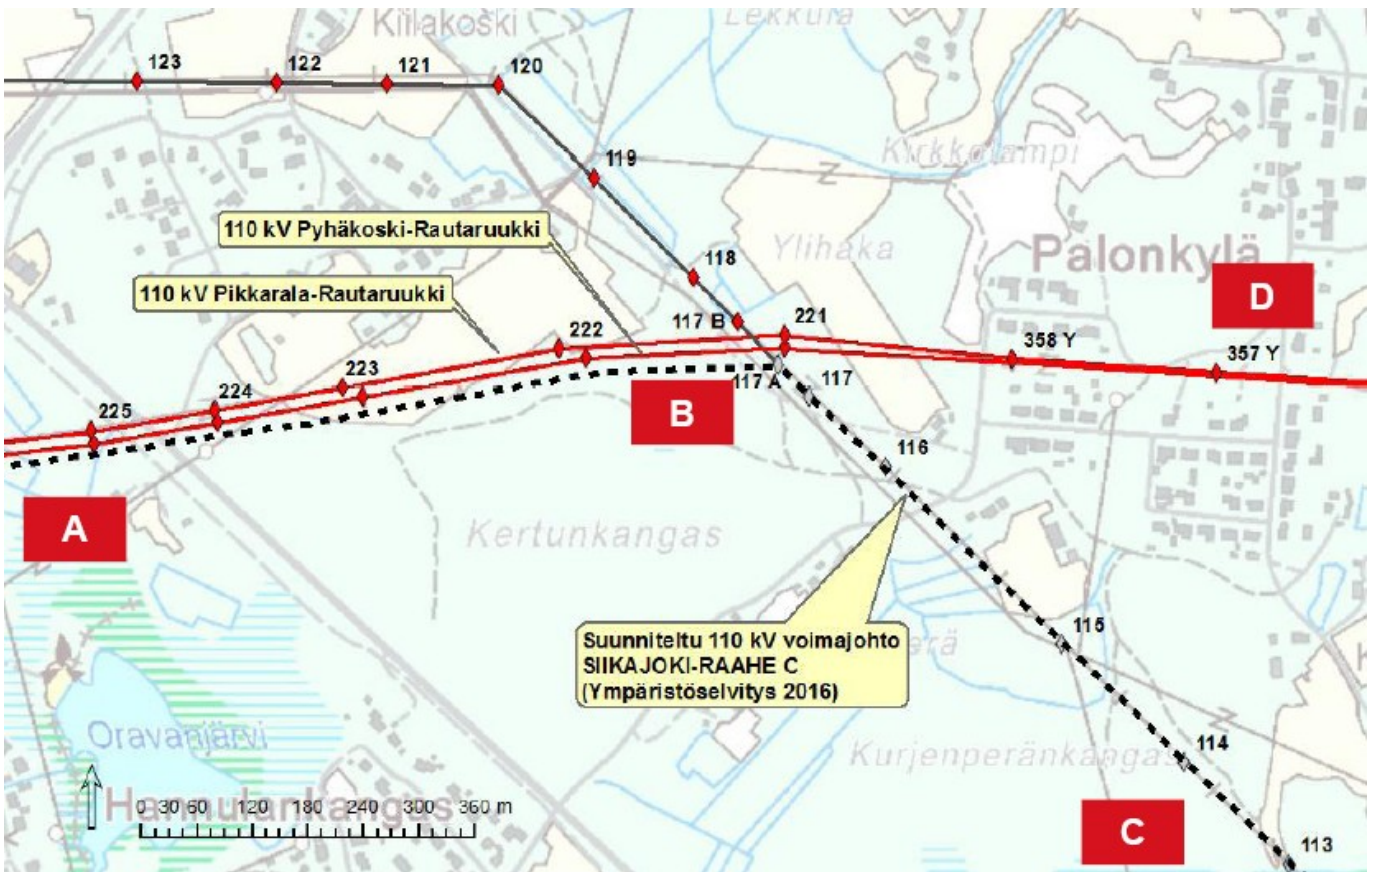 Kiilakoski
Lekkula
123
122
121
120
119
Kirkkolampi
110 kV Pyhäkoski-Rautaruukki
Ylihaka
Palonkylä
118
D
110 kV Pikkarala-Rautaruukki
117 B
221
222
358 Y
357 Y
223
117 A
117
224
B
225
116
A
Kertunkangas
Suunniteltu 110 kV voimajohto
SIIKAJOKI-RAAHE C
(Ympäristöselvitys 2016)
115
Oravanjärvi
Kurjenperänkangas
114
Hannulankangas
0 30 60 120 180 240 300 360 m
C
113